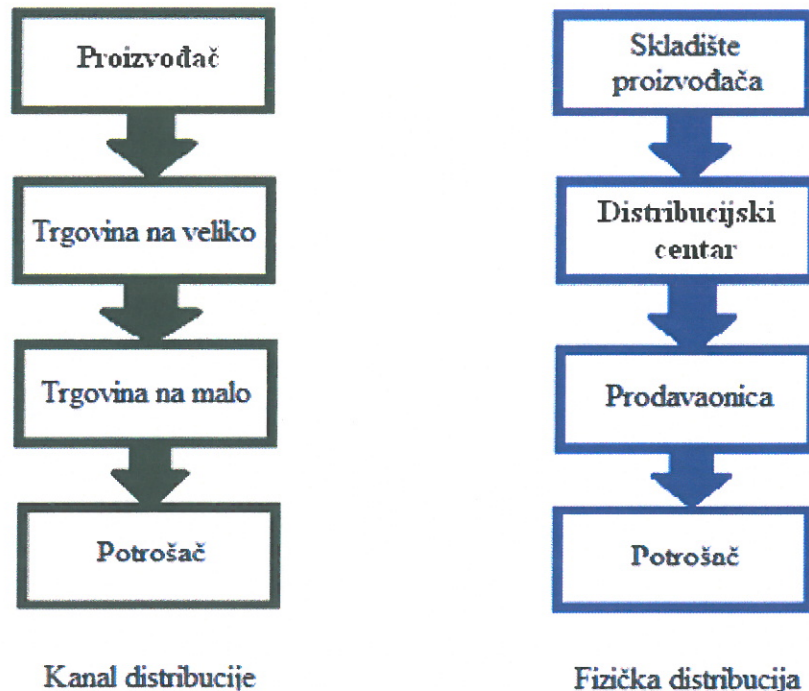 Proizvođač
Trgovina na veliko
Trgovina na malo
Potrošač
Kanal distribucije
Skladište
proizvođača
Distribucijski
centar
Prodavaonica
Potrošač
Fizička distribucija